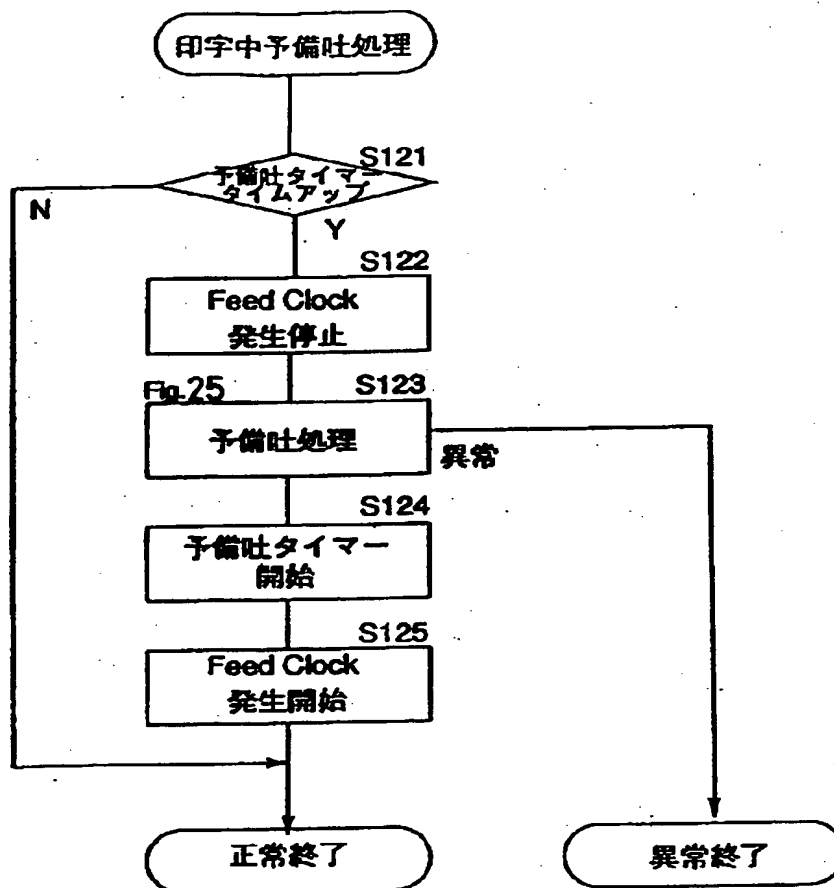 印字中予備吐処理
S121
予備吐タイマー
タイムアップ
N
Y
S122
Feed Clock
発生停止
Fig.25
S123
予備吐処理
異常
S124
予備吐タイマー
開始
S125
Feed Clock
発生開始
正常終了
異常終了